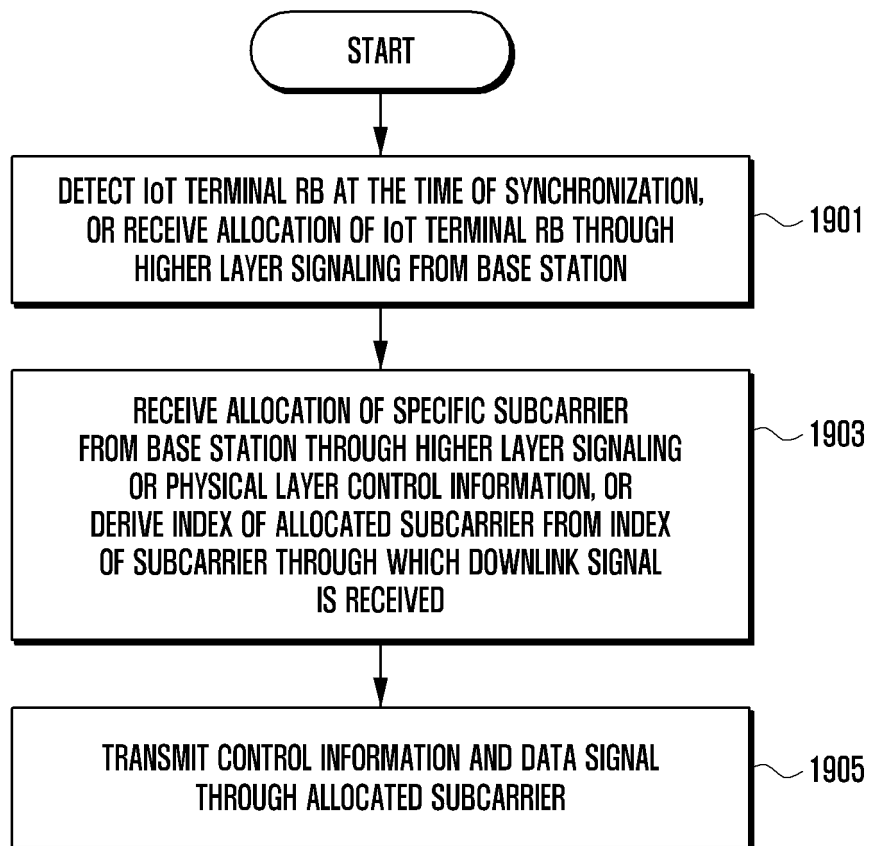 START
DETECT IoT TERMINAL RB AT THE TIME OF SYNCHRONIZATION,
OR RECEIVE ALLOCATION OF IoT TERMINAL RB THROUGH
HIGHER LAYER SIGNALING FROM BASE STATION
1901
RECEIVE ALLOCATION OF SPECIFIC SUBCARRIER
FROM BASE STATION THROUGH HIGHER LAYER SIGNALING
OR PHYSICAL LAYER CONTROL INFORMATION, OR
DERIVE INDEX OF ALLOCATED SUBCARRIER FROM INDEX
OF SUBCARRIER THROUGH WHICH DOWNLINK SIGNAL
IS RECEIVED
1903
TRANSMIT CONTROL INFORMATION AND DATA SIGNAL
THROUGH ALLOCATED SUBCARRIER
1905